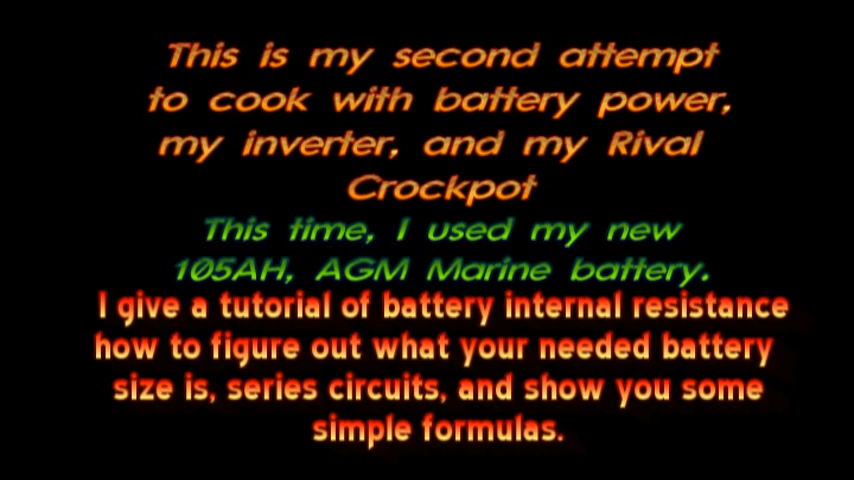 This is my second attempt
to cook with battery power,
my inverter, and my Rival
Crockpot
This time, I used my new
105AH, AGM Marine battery.
I give a tutorial of battery internal resistance
how to figure out what your needed battery
size is, series circuits, and show you some
simple formulas.